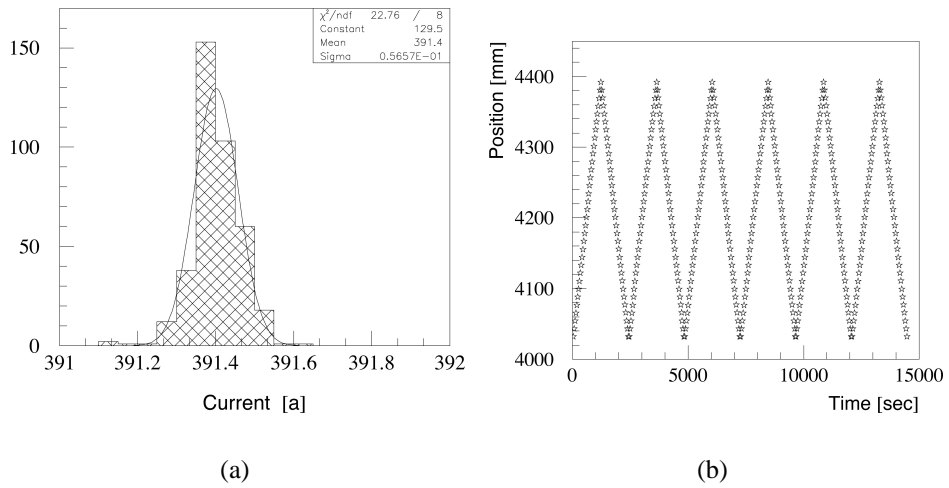 χ²/ndf 22.76 / 8
Constant 129.5
Mean 391.4
Sigma 0.5657E-01
150
100
50
0
391 391.2 391.4 391.6 391.8 392
Current [a]
(a)
Position [mm]
4400
4300
4200
4100
4000
0 5000 10000 15000
Time [sec]
(b)